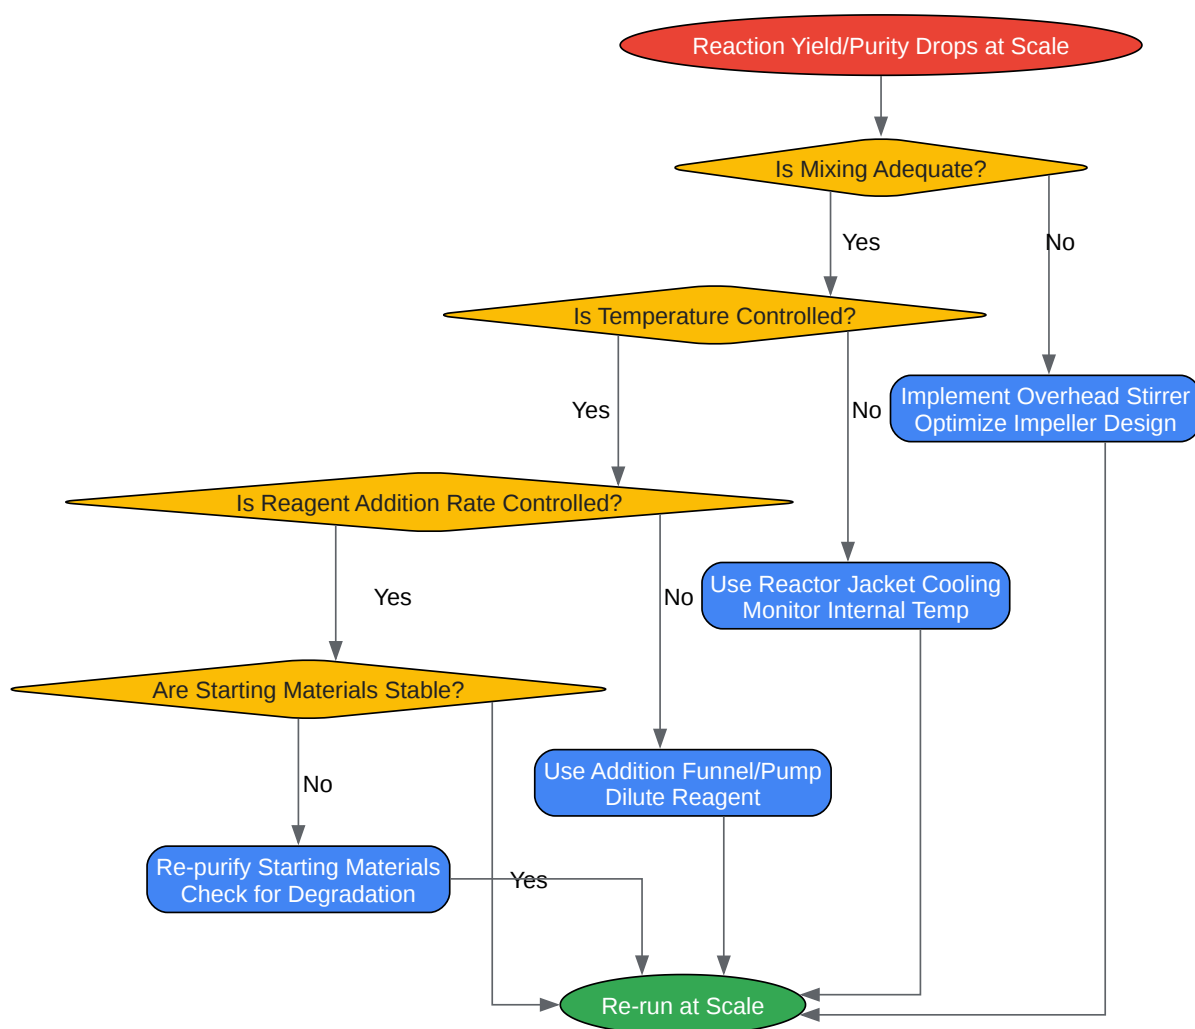 Reaction Yield/Purity Drops at Scale
Is Mixing Adequate?
Yes
No
Is Temperature Controlled?
Implement Overhead Stirrer
Optimize Impeller Design
Yes
No
Is Reagent Addition Rate Controlled?
Use Reactor Jacket Cooling
Monitor Internal Temp
Yes
No
Are Starting Materials Stable?
Use Addition Funnel/Pump
Dilute Reagent
No
Re-purify Starting Materials
Check for Degradation
Yes
Re-run at Scale